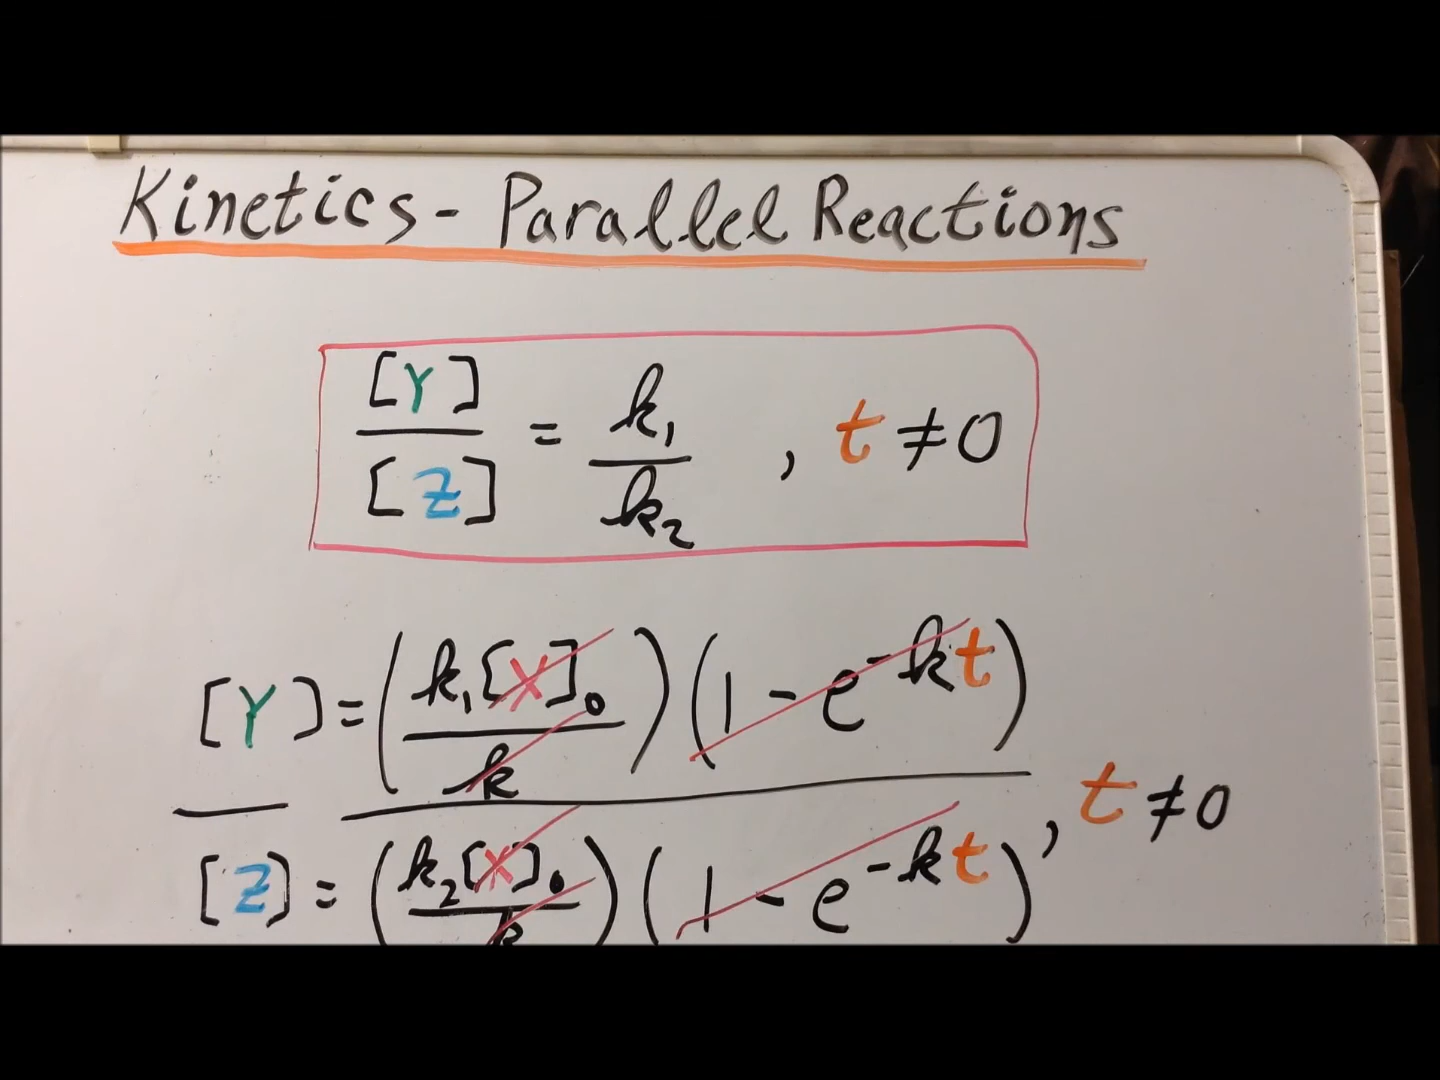 Kinetics - Parallel Reactions
[Y] / [Z] = k₁ / k₂ , t ≠ 0
[Y] = (k₁[X]₀ / k)(1 - e^-kt)
, t ≠ 0
[Z] = (k₂[X]₀ / k)(1 - e^-kt)